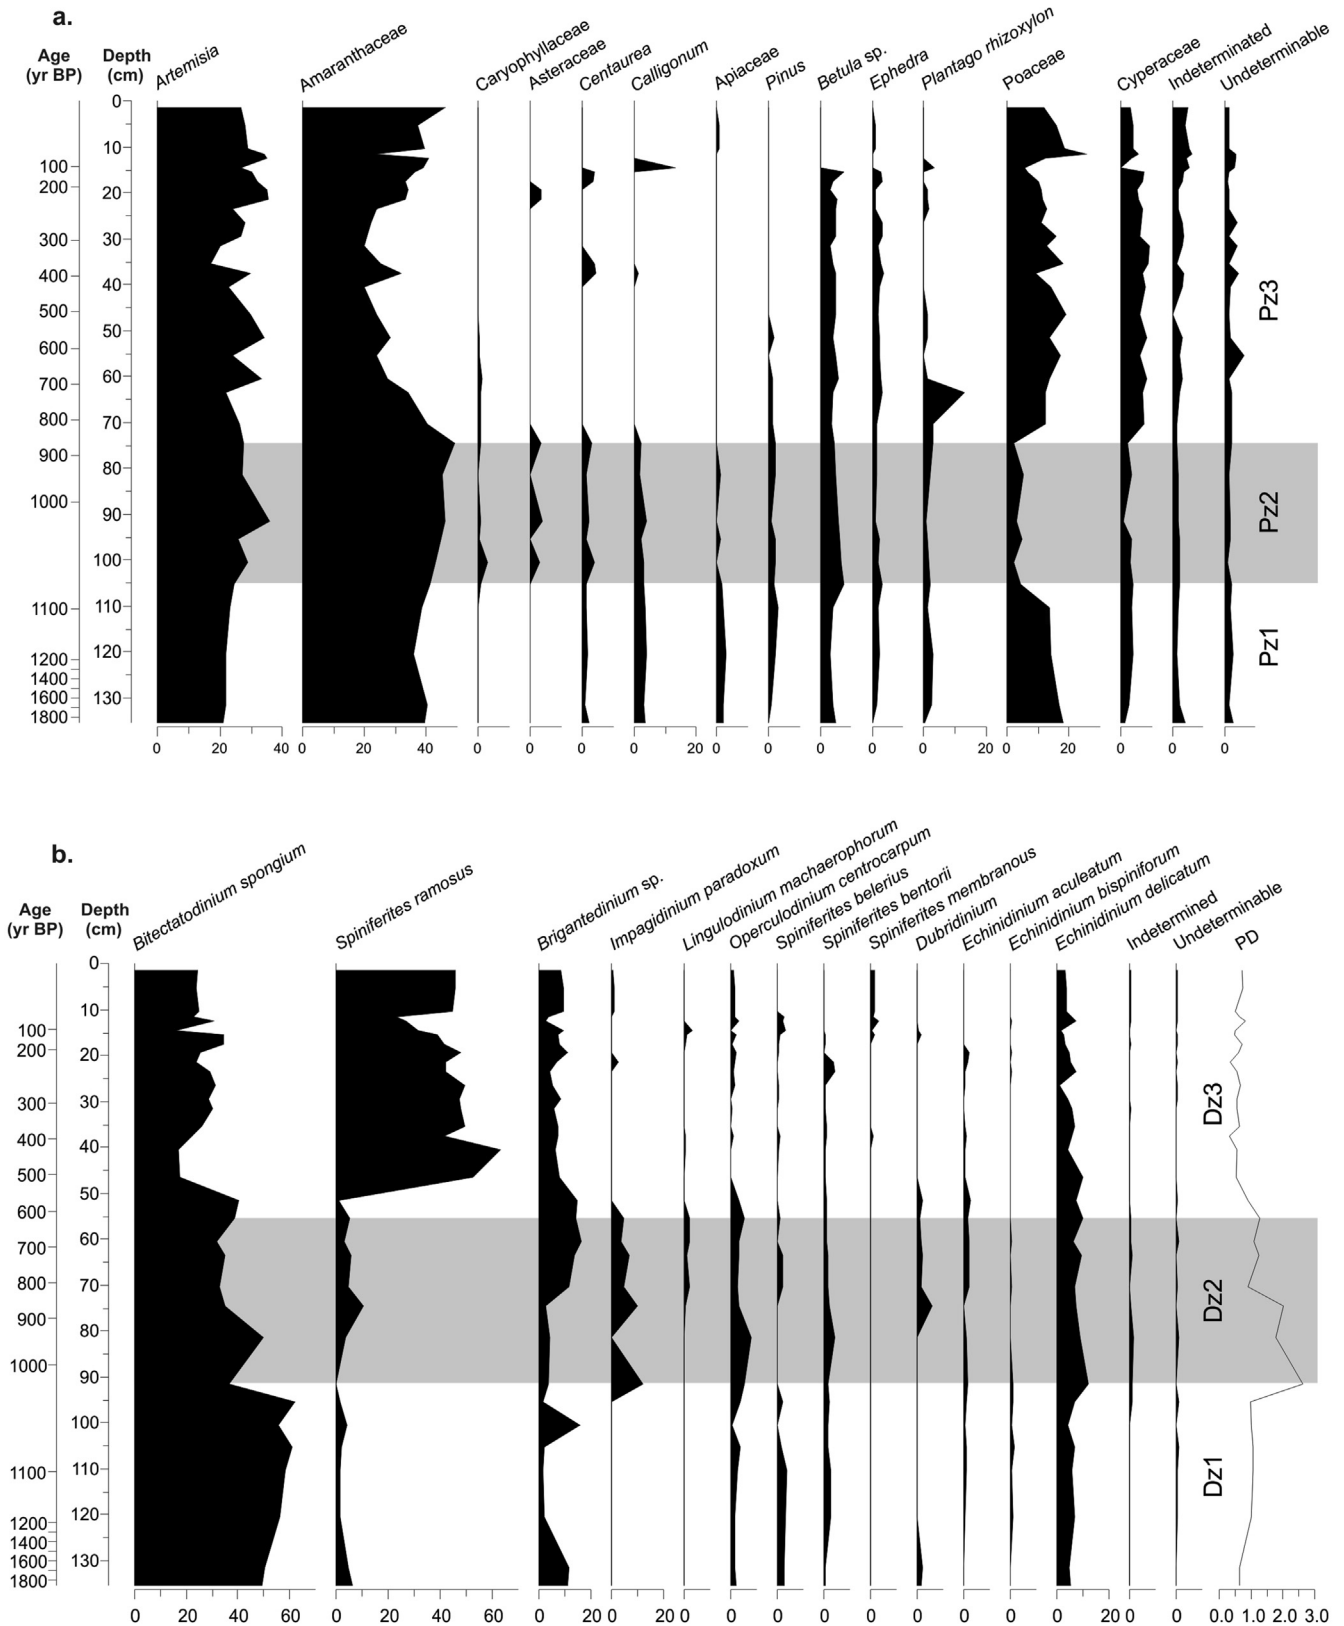 a.
Age
(yr BP)
Depth
(cm)
Artemisia
Amaranthaceae
Caryophyllaceae
Asteraceae
Centaurea
Calligonum
Apiaceae
Pinus
Betula sp.
Ephedra
Plantago rhizoxylon
Poaceae
Cyperaceae
Indeterminated
Undeterminable
100
200
300
400
500
600
700
800
900
1000
1100
1200
1400
1600
1800
0
10
20
30
40
50
60
70
80
90
100
110
120
130
Pz3
Pz2
Pz1
0 20 40
0 20 40
0
0
0
0 20
0
0
0
0
0 20
0 20
0
0
0
b.
Age
(yr BP)
Depth
(cm)
Bitectatodinium spongium
Spiniferites ramosus
Brigantedinium sp.
Impagidinium paradoxum
Lingulodinium machaerophorum
Operculodinium centrocarpum
Spiniferites belerius
Spiniferites bentorii
Spiniferites membranous
Dubridinium
Echinidinium aculeatum
Echinidinium bispiniforum
Echinidinium delicatum
Indetermined
Undeterminable
PD
100
200
300
400
500
600
700
800
900
1000
1100
1200
1400
1600
1800
0
10
20
30
40
50
60
70
80
90
100
110
120
130
Dz3
Dz2
Dz1
0 20 40 60
0 20 40 60
0 20
0
0
0
0
0
0
0
0
0
0 20
0
0
0.0 1.0 2.0 3.0